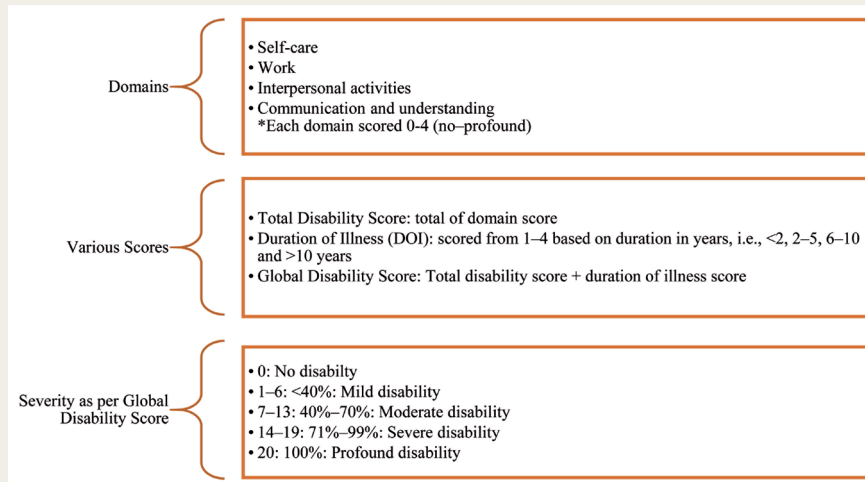 Domains
• Self-care
• Work
• Interpersonal activities
• Communication and understanding
*Each domain scored 0-4 (no–profound)
Various Scores
• Total Disability Score: total of domain score
• Duration of Illness (DOI): scored from 1–4 based on duration in years, i.e., <2, 2–5, 6–10
and >10 years
• Global Disability Score: Total disability score + duration of illness score
Severity as per Global
Disability Score
• 0: No disabilty
• 1–6: <40%: Mild disability
• 7–13: 40%–70%: Moderate disability
• 14–19: 71%–99%: Severe disability
• 20: 100%: Profound disability